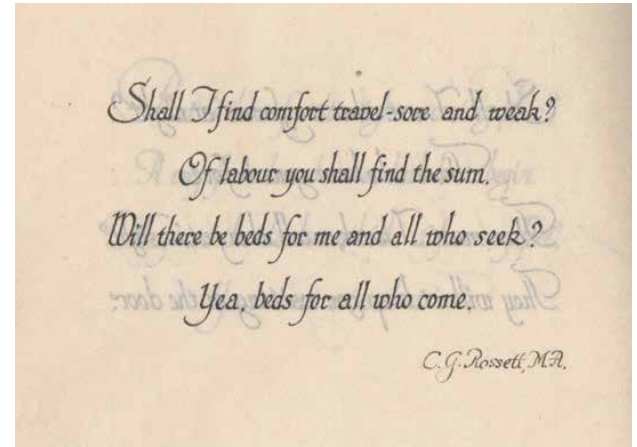 Shall I find comfort travel-sore and weak?
Of labour you shall find the sum.
Will there be beds for me and all who seek?
Yea, beds for all who come.
C. G. Rossett, M.A.